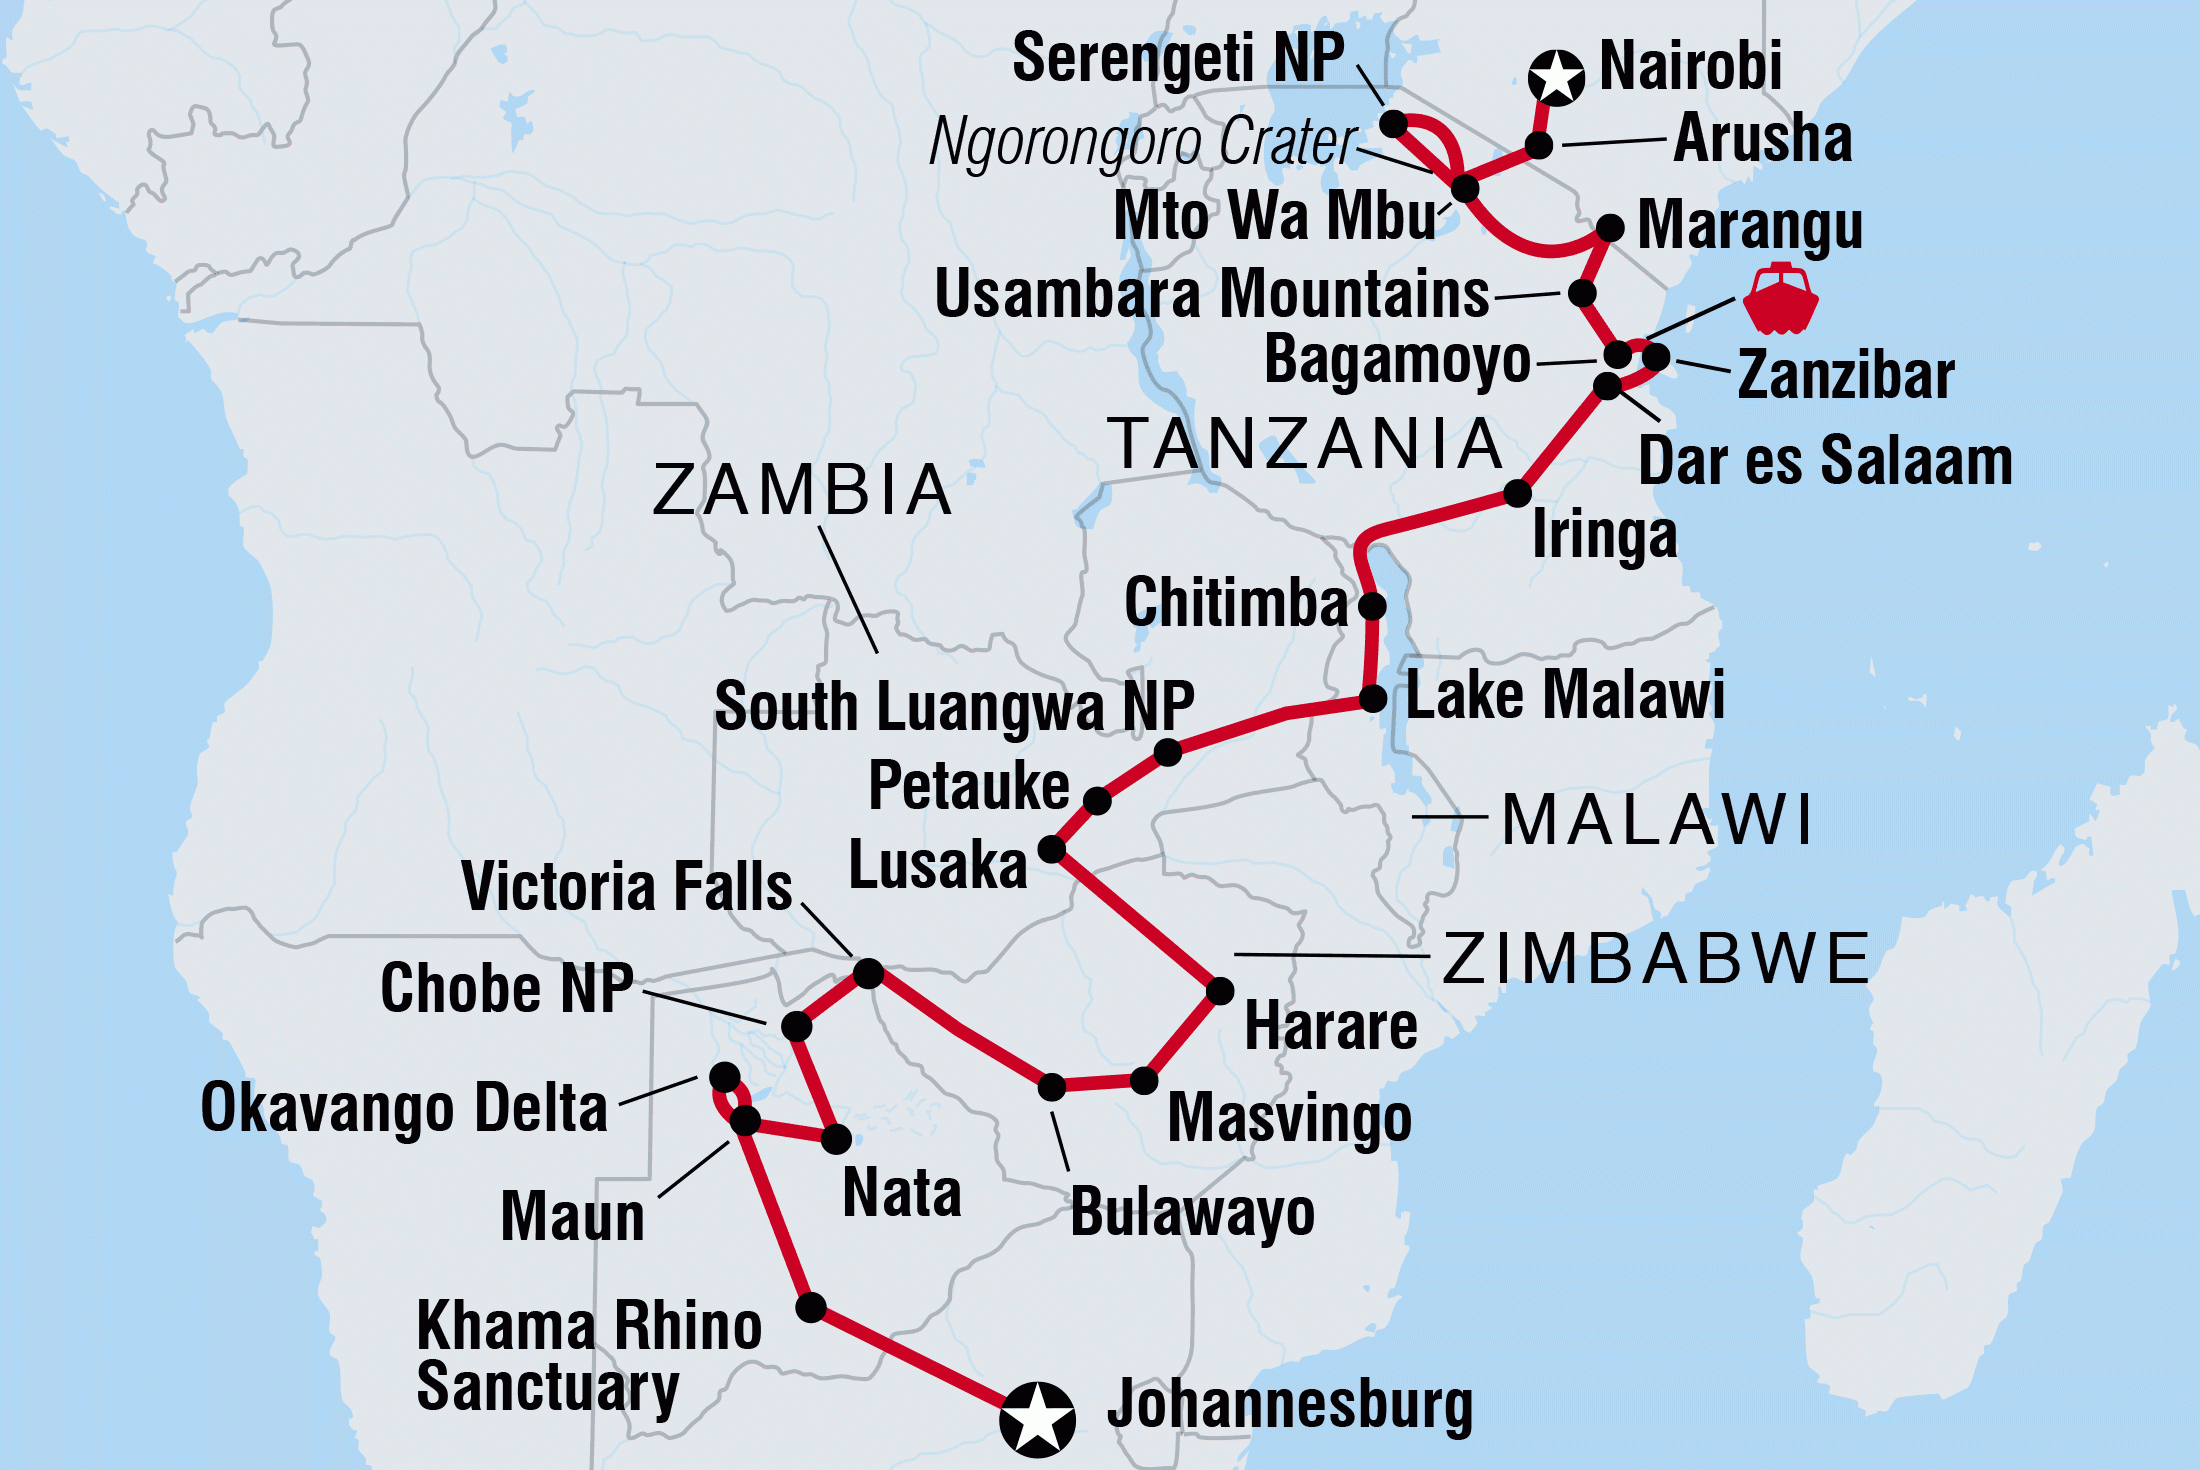 Serengeti NP
Nairobi
Ngorongoro Crater
Arusha
Mto Wa Mbu
Marangu
Usambara Mountains
Bagamoyo
Zanzibar
TANZANIA
Dar es Salaam
ZAMBIA
Iringa
Chitimba
South Luangwa NP
Lake Malawi
Petauke
MALAWI
Lusaka
Victoria Falls
ZIMBABWE
Chobe NP
Harare
Okavango Delta
Masvingo
Nata
Maun
Bulawayo
Khama Rhino
Sanctuary
Johannesburg